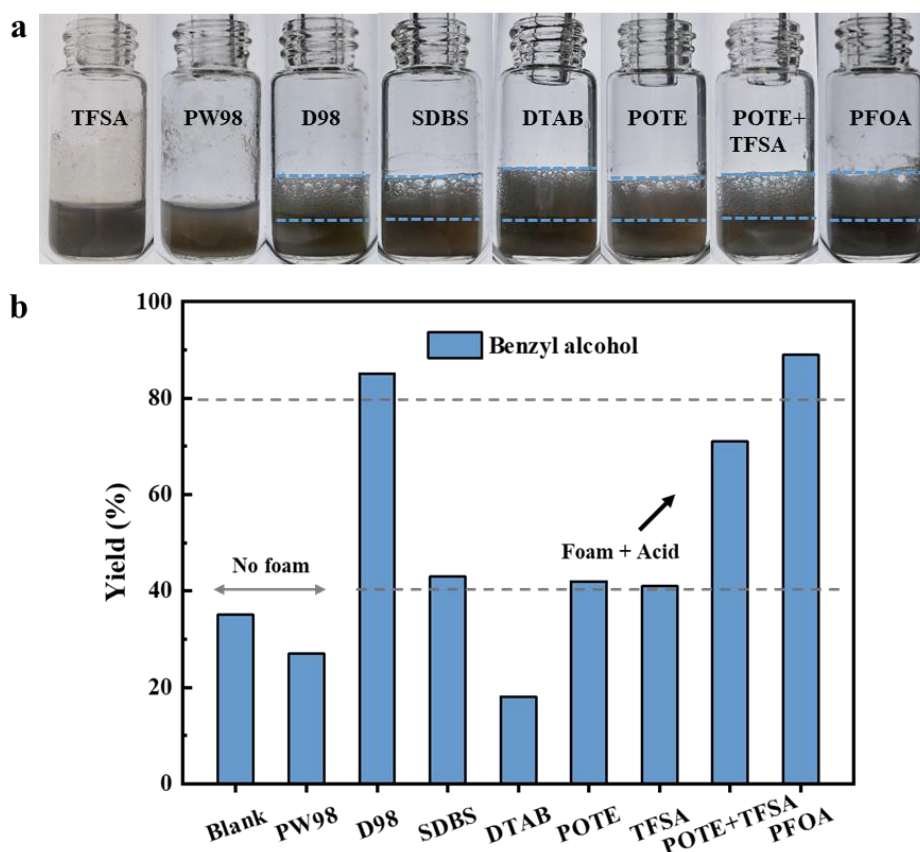 a
TFSA
PW98
D98
SDBS
DTAB
POTE
POTE+
TFSA
PFOA
b
100
80
60
40
20
0
Yield (%)
Benzyl alcohol
No foam
Foam + Acid
Blank
PW98
D98
SDBS
DTAB
POTE
TFSA
POTE+TFSA
PFOA